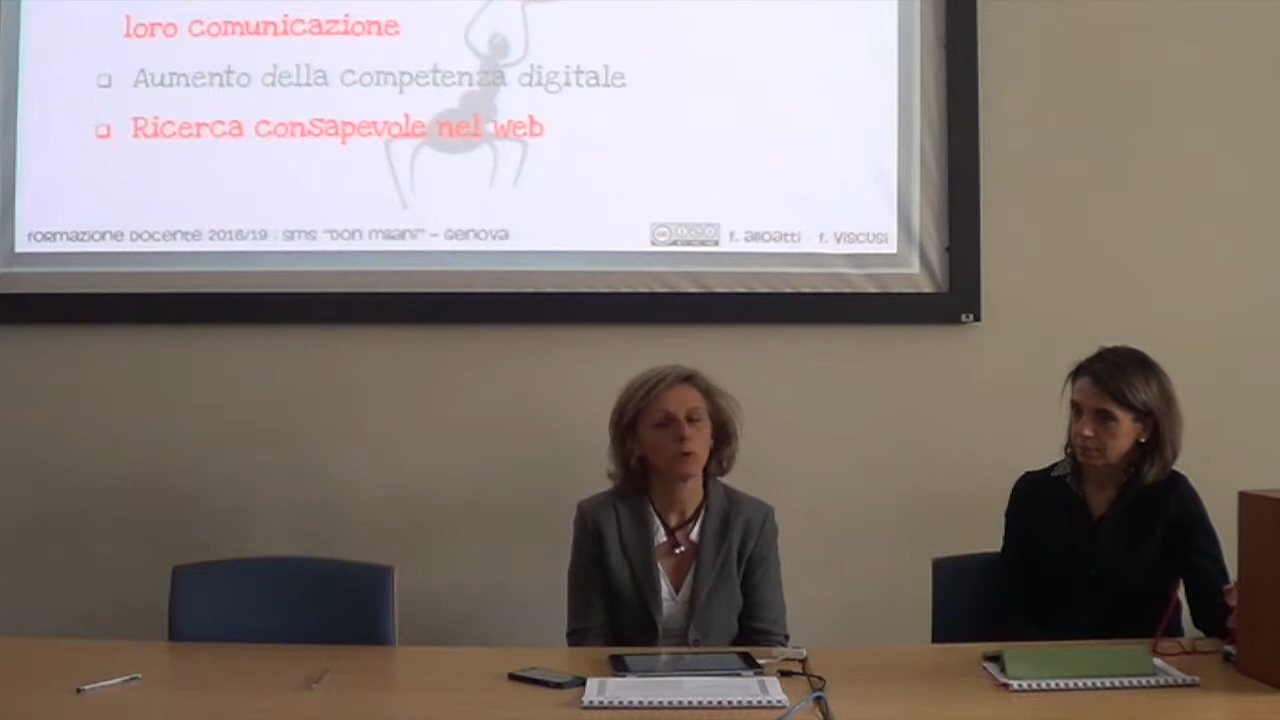 loro comunicazione
❑ Aumento della competenza digitale
❑ Ricerca consapevole nel web
FORMAZIONE DOCENTE 2018/19 SMS "DON MILANI" – GENOVA
F. ALLOATTI - F. VISCUSI